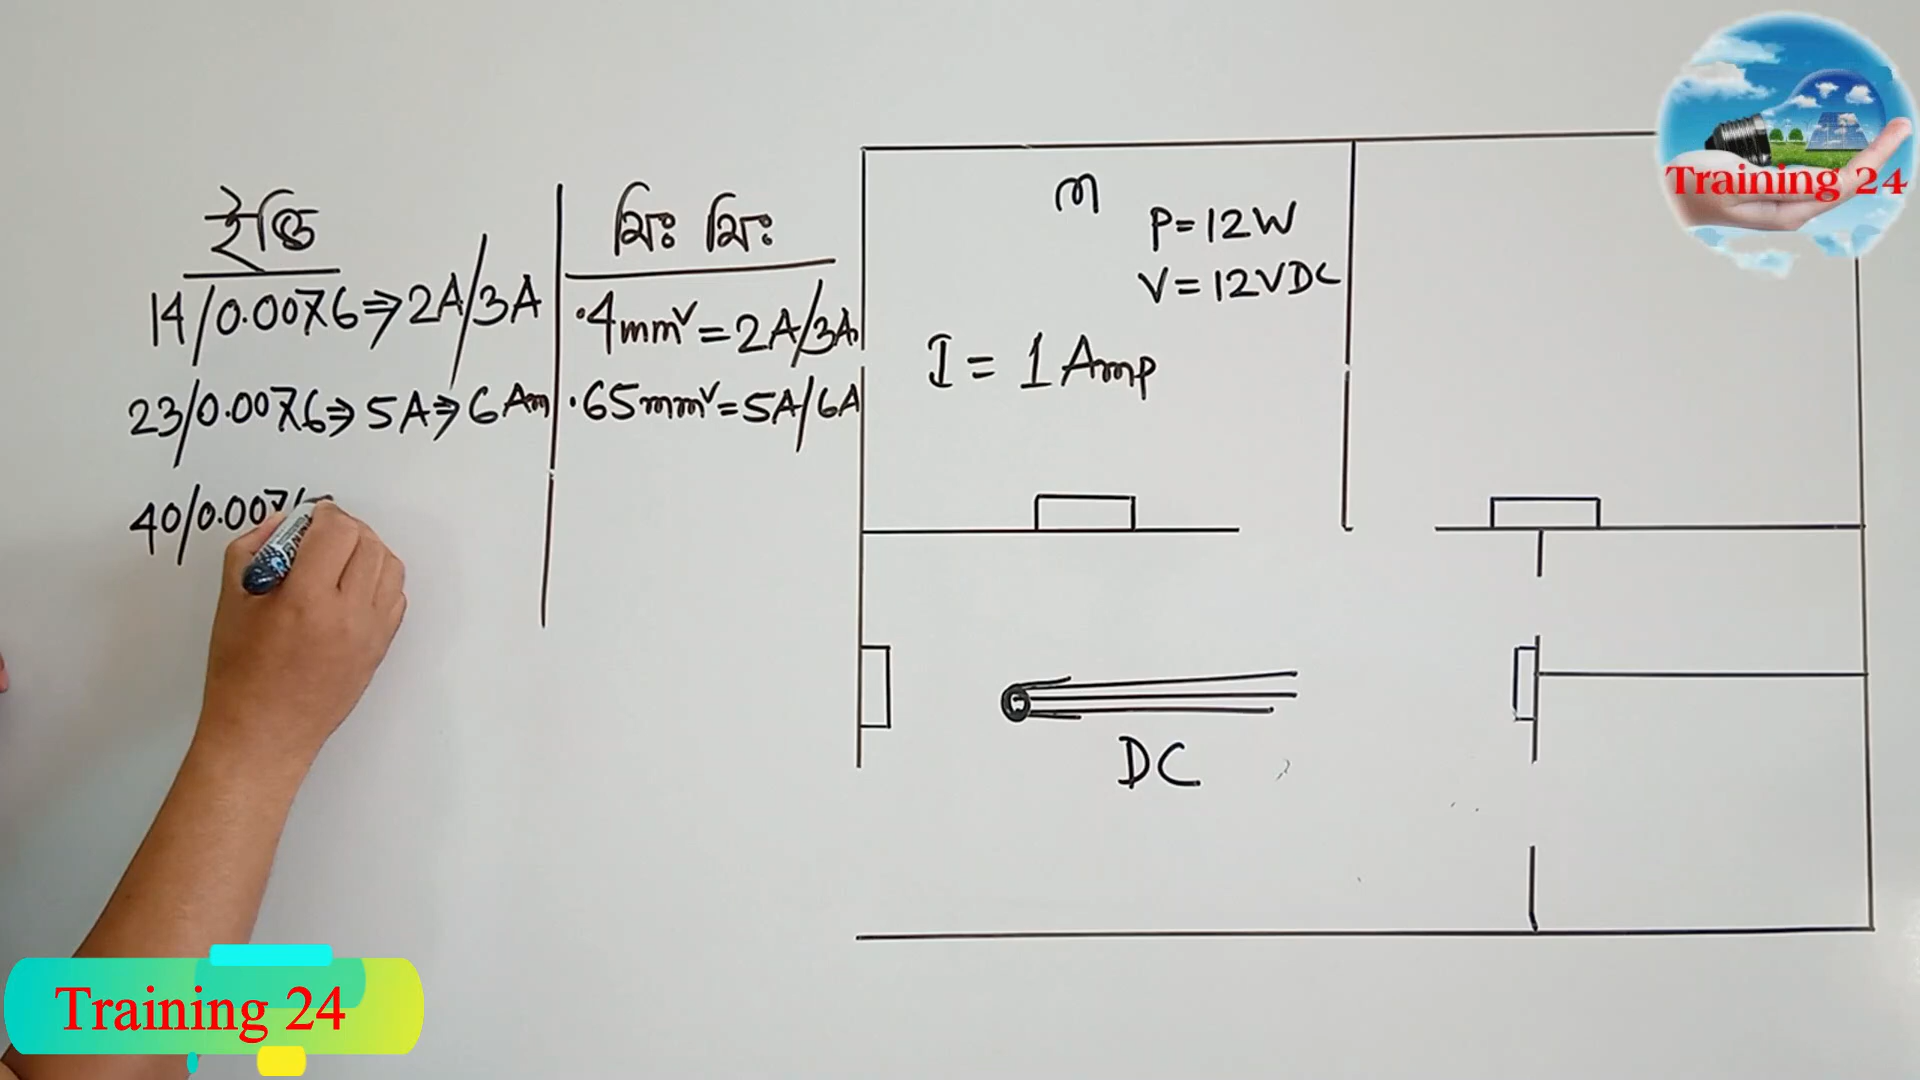 ইঞ্চি
14/0.0076⇒2A/3A
23/0.0076⇒5A⇒6Am
40/0.0076
মিঃ মিঃ
.4mm² = 2A/3A
.65mm² = 5A/6A
P=12W
V=12VDC
I = 1 Amp
DC
Training 24
Training 24